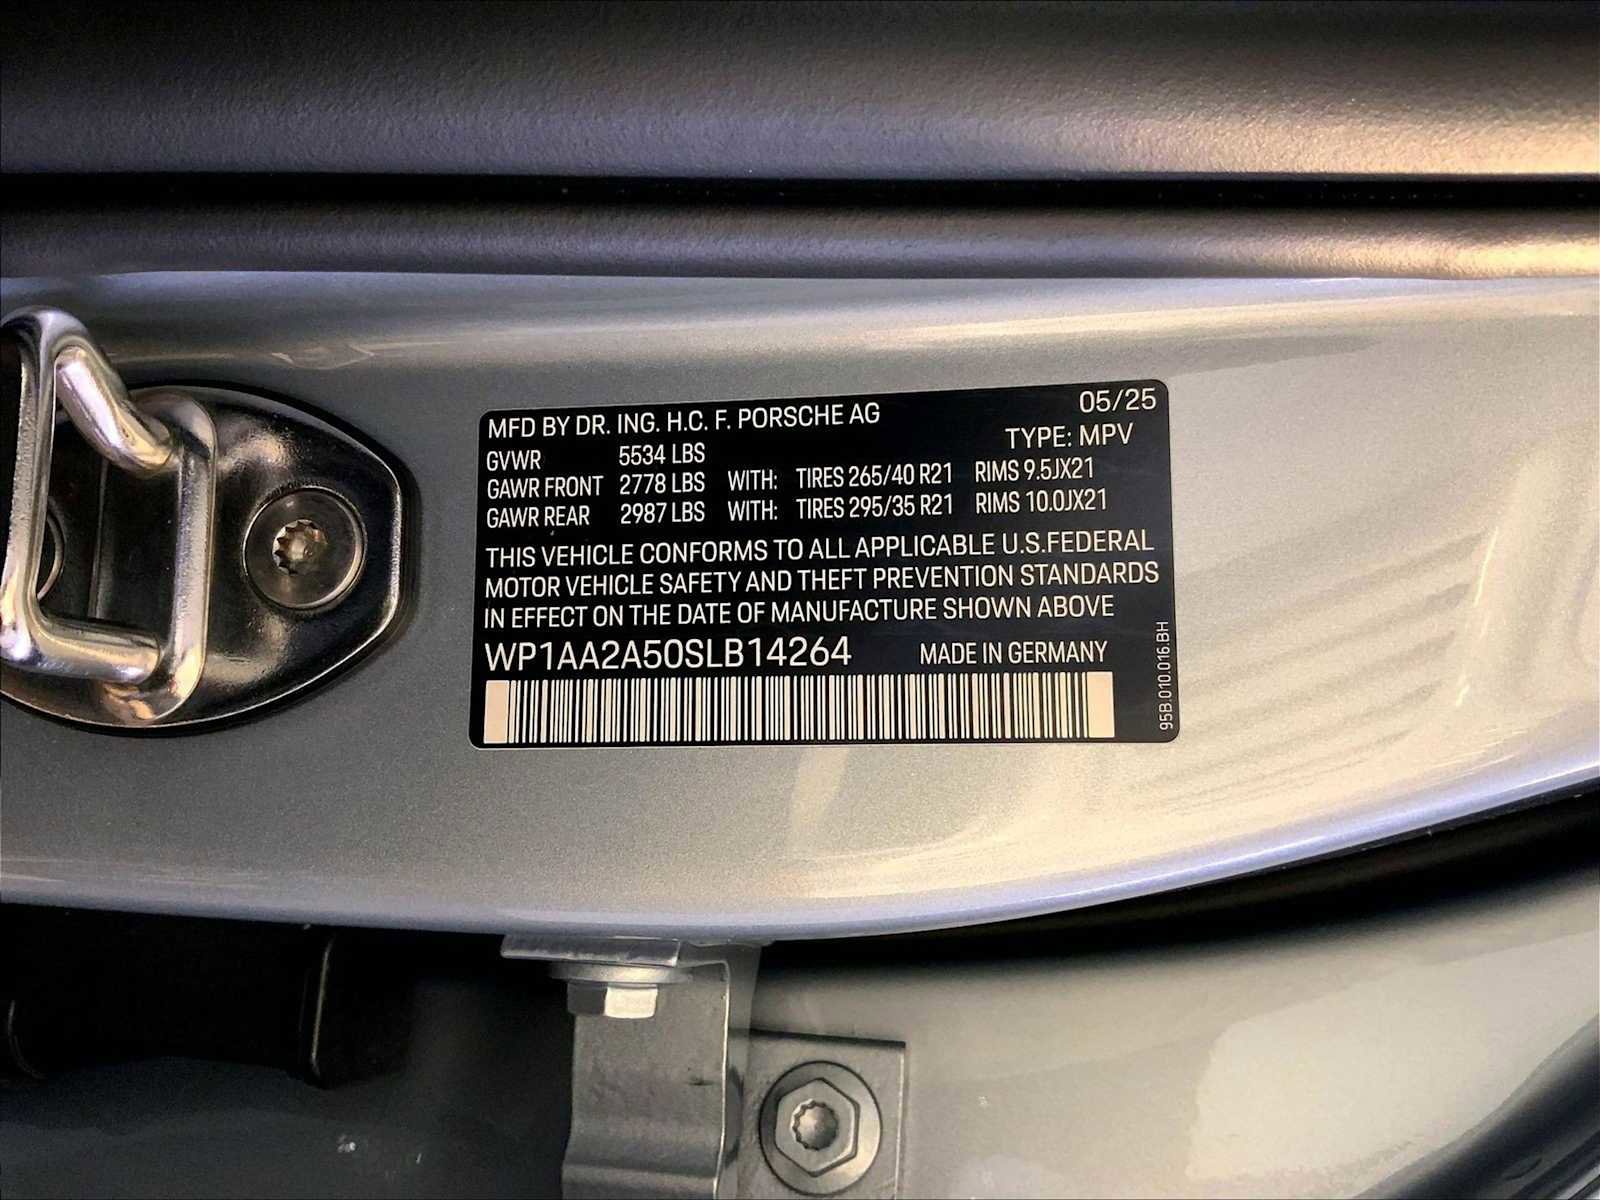 MFD BY DR. ING. H.C. F. PORSCHE AG 05/25
TYPE: MPV
GVWR 5534 LBS
GAWR FRONT 2778 LBS WITH: TIRES 265/40 R21 RIMS 9.5JX21
GAWR REAR 2987 LBS WITH: TIRES 295/35 R21 RIMS 10.0JX21
THIS VEHICLE CONFORMS TO ALL APPLICABLE U.S.FEDERAL
MOTOR VEHICLE SAFETY AND THEFT PREVENTION STANDARDS
IN EFFECT ON THE DATE OF MANUFACTURE SHOWN ABOVE
WP1AA2A50SLB14264 MADE IN GERMANY
95B.010.016.BH